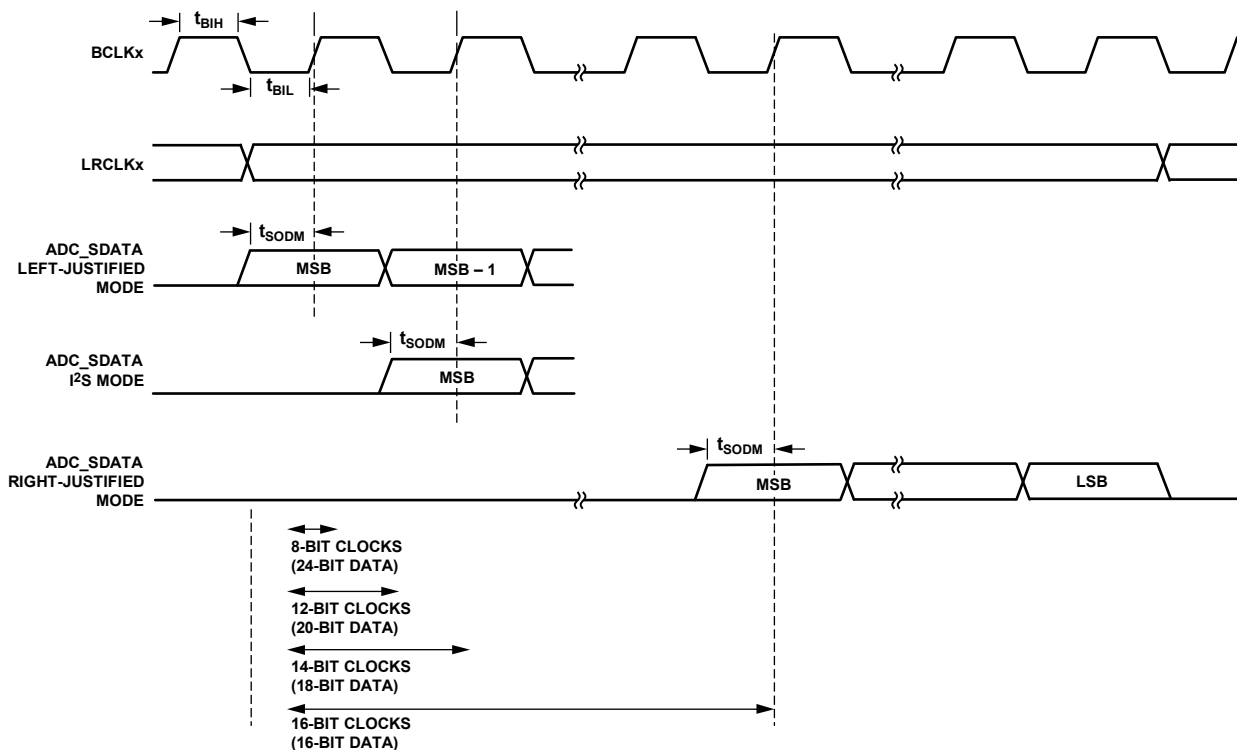 tBIH
BCLKx
tBIL
LRCLKx
tSODM
ADC_SDATA
LEFT-JUSTIFIED
MODE
MSB
MSB – 1
tSODM
ADC_SDATA
I2S MODE
MSB
tSODM
ADC_SDATA
RIGHT-JUSTIFIED
MODE
MSB
LSB
8-BIT CLOCKS
(24-BIT DATA)
12-BIT CLOCKS
(20-BIT DATA)
14-BIT CLOCKS
(18-BIT DATA)
16-BIT CLOCKS
(16-BIT DATA)